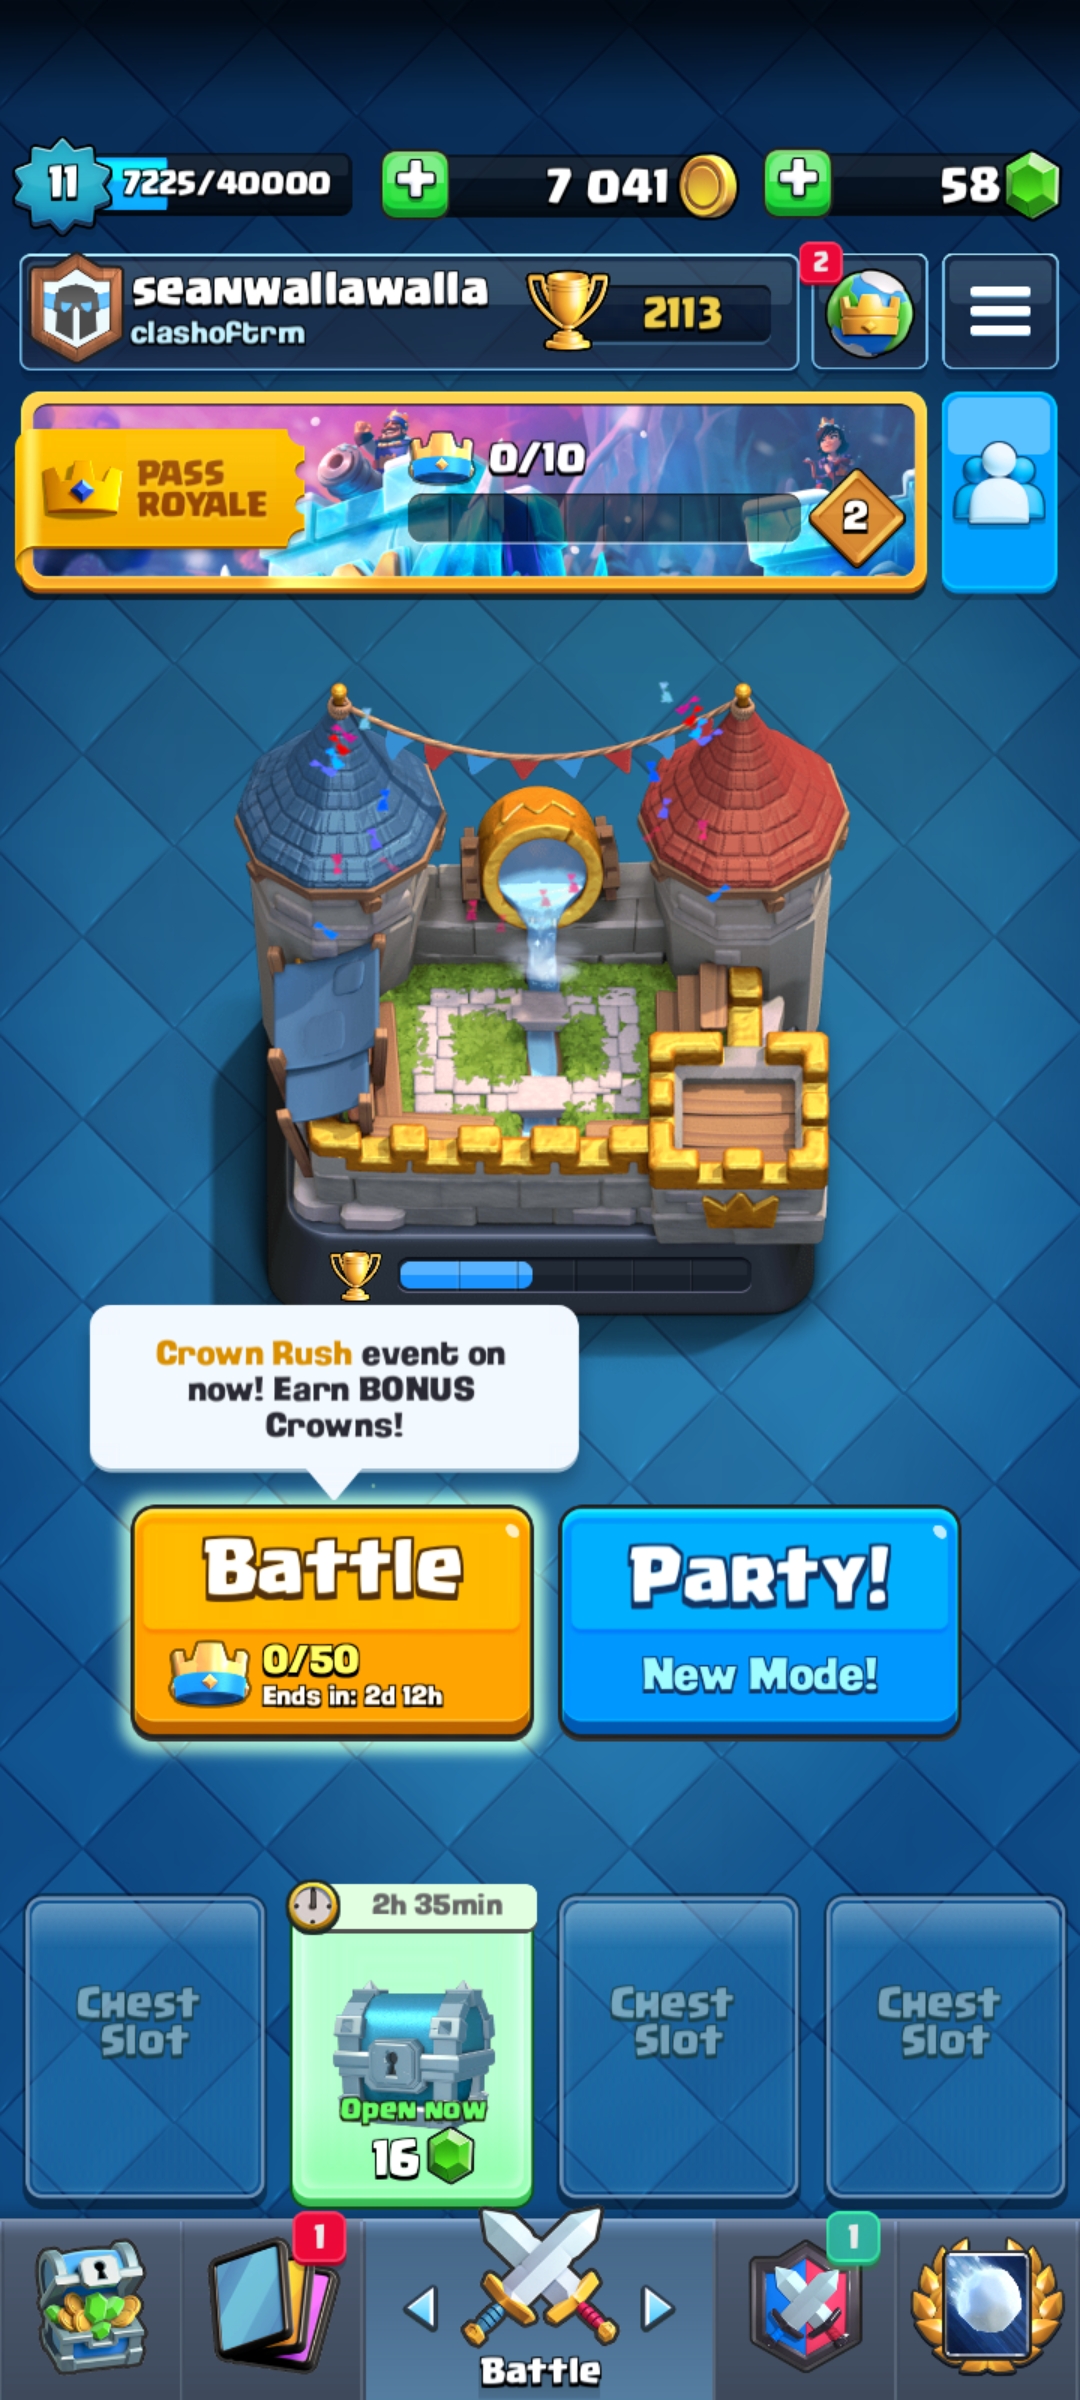 11
7225/40000
7 041
58
seanwallawalla
clashoftrm
2113
2
PASS
ROYALE
0/10
2
Crown Rush event on
now! Earn BONUS
Crowns!
Battle
0/50
Ends in: 2d 12h
Party!
New Mode!
Chest
Slot
2h 35min
Open now
16
Chest
Slot
Chest
Slot
1
Battle
1